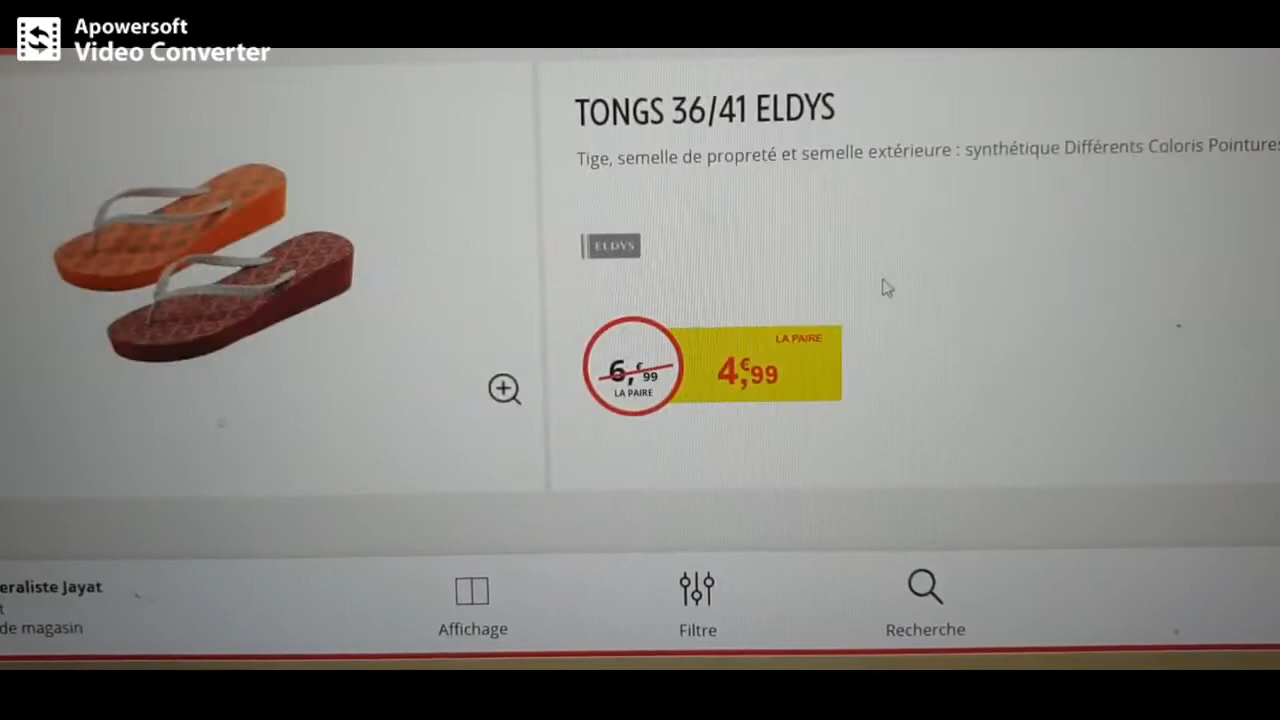 Apowersoft
Video Converter
TONGS 36/41 ELDYS
Tige, semelle de propreté et semelle extérieure : synthétique Différents Coloris Pointures
ELDYS
6,€99
LA PAIRE
LA PAIRE
4,€99
eraliste Jayat
t
de magasin
Affichage
Filtre
Recherche